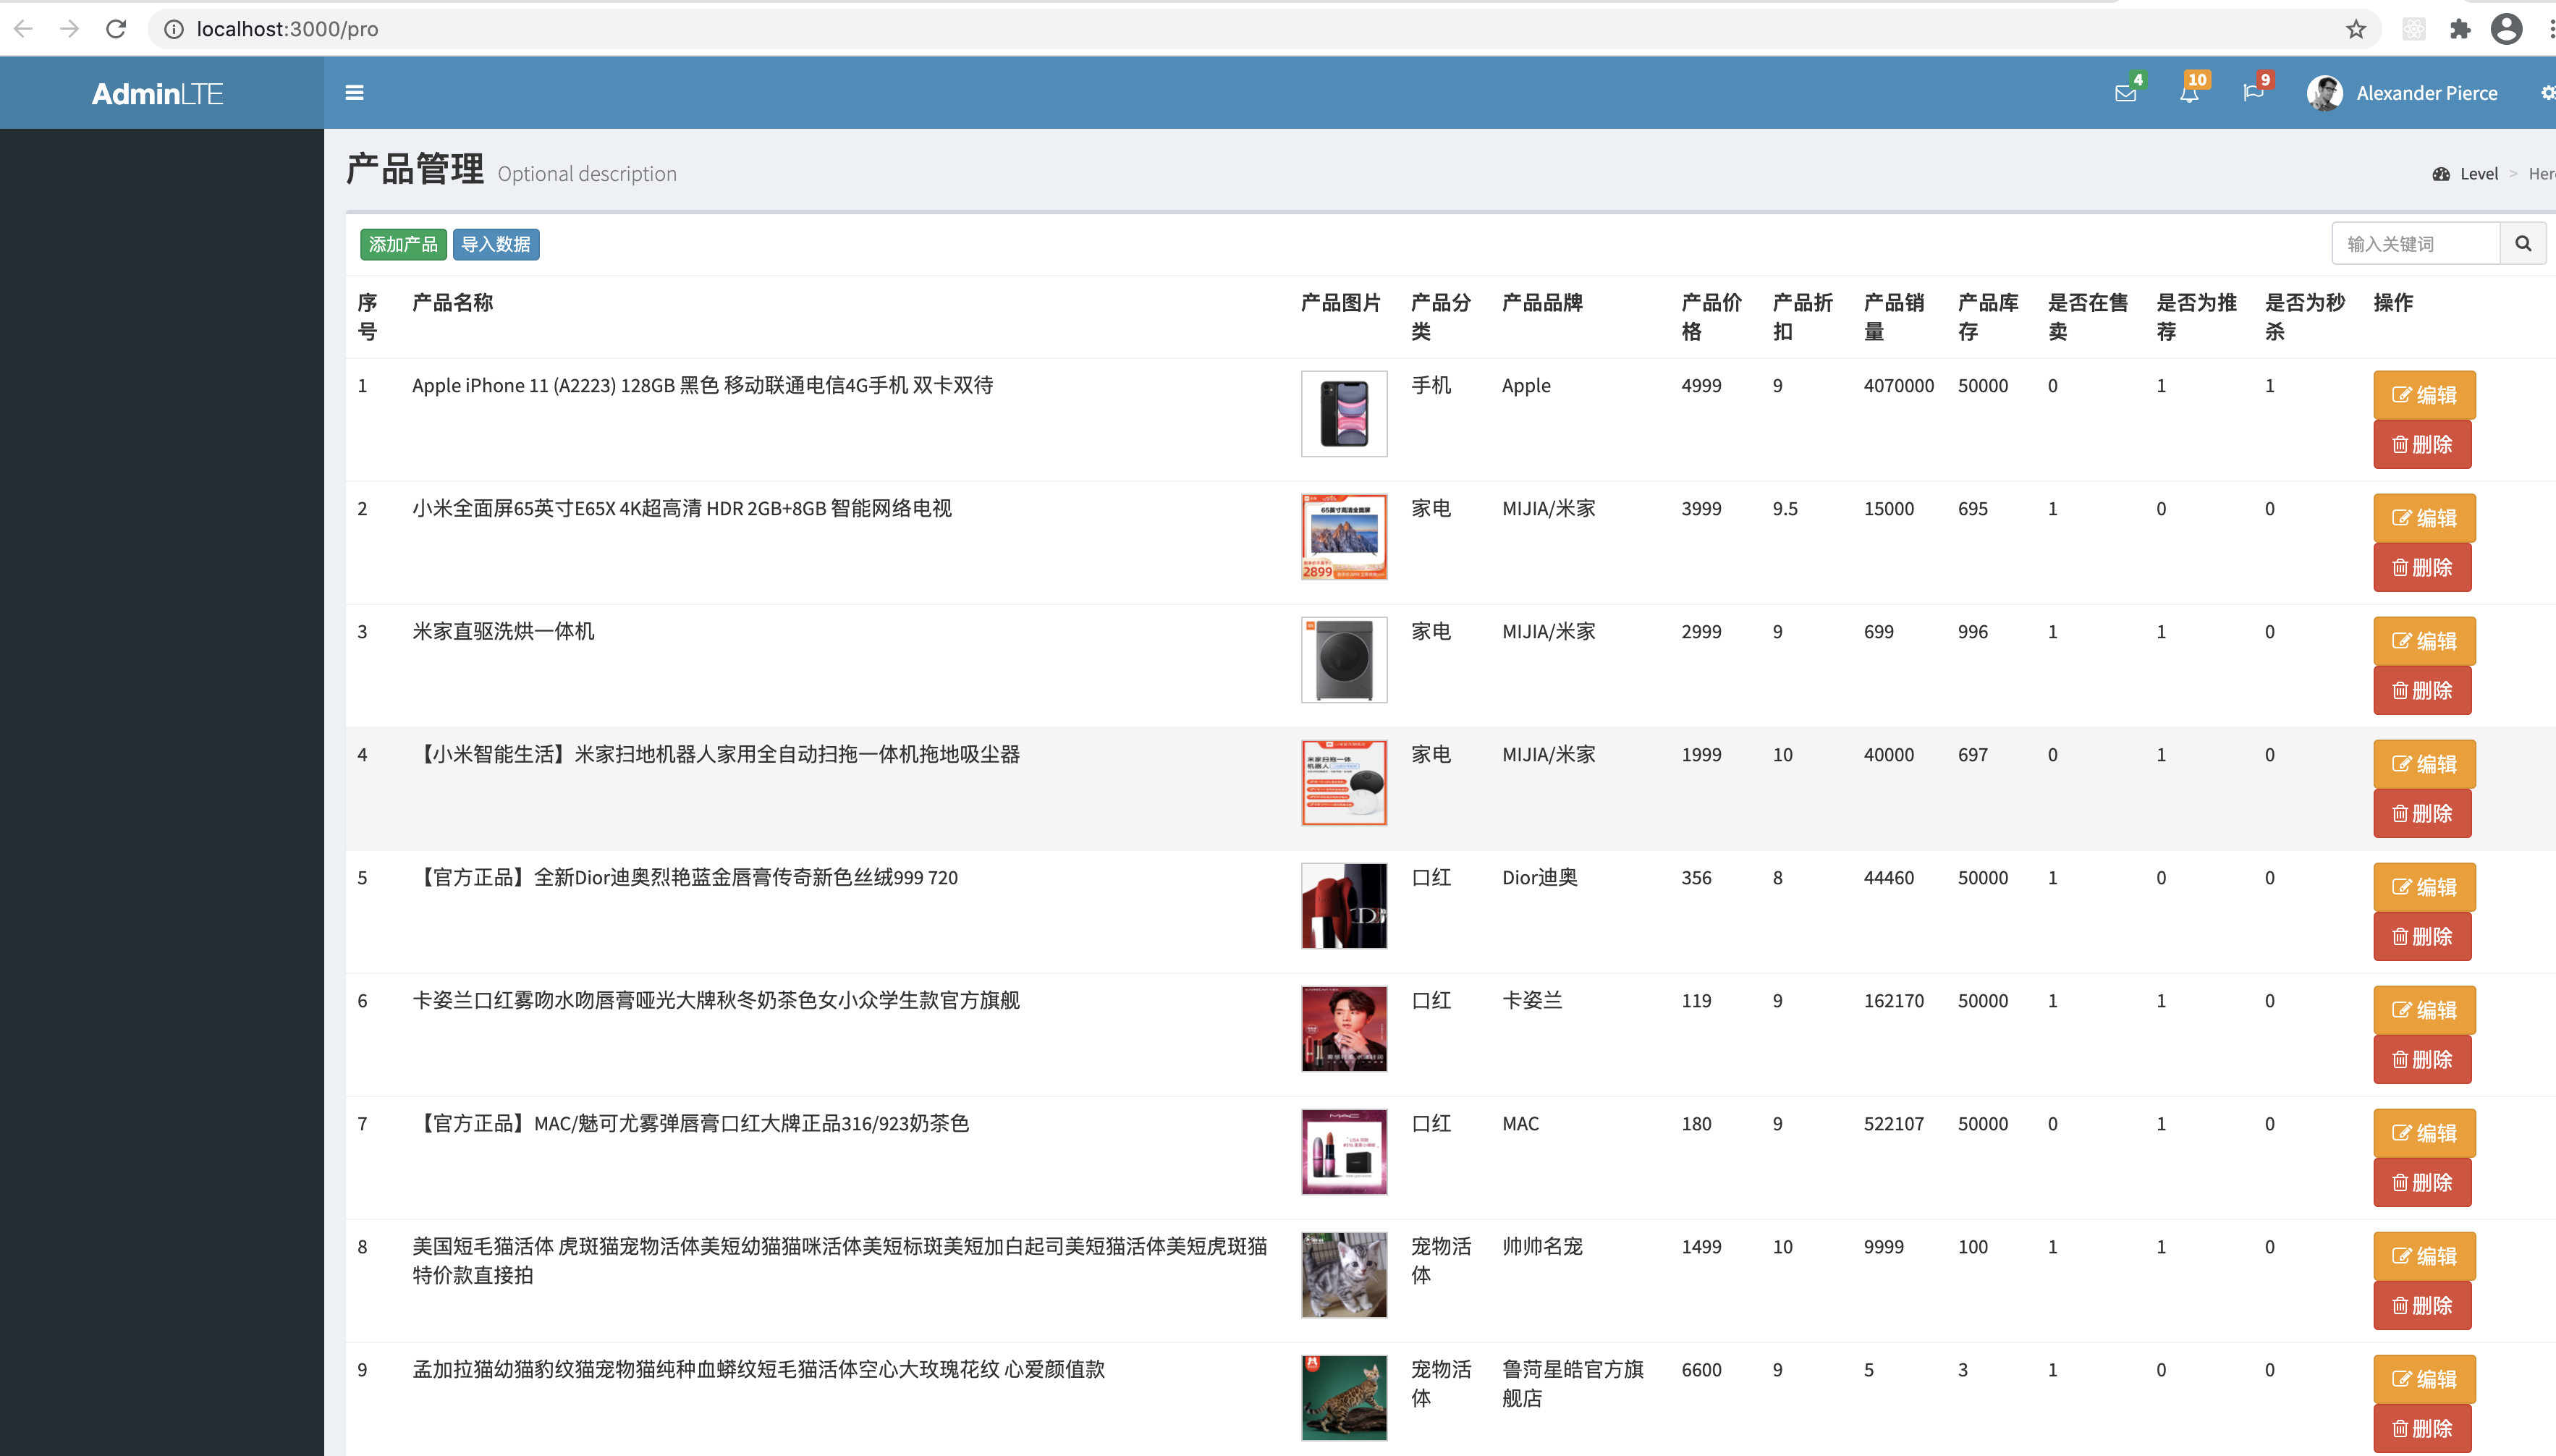 localhost:3000/pro
AdminLTE
4
10
9
Alexander Pierce
产品管理 Optional description
Level > Her
添加产品 导入数据
输入关键词
序号 产品名称 产品图片 产品分类 产品品牌 产品价格 产品折扣 产品销量 产品库存 是否在售卖 是否为推荐 是否为秒杀 操作
1 Apple iPhone 11 (A2223) 128GB 黑色 移动联通电信4G手机 双卡双待 手机 Apple 4999 9 4070000 50000 0 1 1 编辑
删除
2 小米全面屏65英寸E65X 4K超高清 HDR 2GB+8GB 智能网络电视 家电 MIJIA/米家 3999 9.5 15000 695 1 0 0 编辑
65英寸高清全面屏
2899
删除
3 米家直驱洗烘一体机 家电 MIJIA/米家 2999 9 699 996 1 1 0 编辑
删除
4 【小米智能生活】米家扫地机器人家用全自动扫拖一体机拖地吸尘器 家电 MIJIA/米家 1999 10 40000 697 0 1 0 编辑
米家扫拖一体
机器人
删除
5 【官方正品】全新Dior迪奥烈艳蓝金唇膏传奇新色丝绒999 720 口红 Dior迪奥 356 8 44460 50000 1 0 0 编辑
删除
6 卡姿兰口红雾吻水吻唇膏哑光大牌秋冬奶茶色女小众学生款官方旗舰 口红 卡姿兰 119 9 162170 50000 1 1 0 编辑
删除
7 【官方正品】MAC/魅可尤雾弹唇膏口红大牌正品316/923奶茶色 口红 MAC 180 9 522107 50000 0 1 0 编辑
MAC
删除
8 美国短毛猫活体 虎斑猫宠物活体美短幼猫猫咪活体美短标斑美短加白起司美短猫活体美短虎斑猫 宠物活 帅帅名宠 1499 10 9999 100 1 1 0 编辑
特价款直接拍 体
删除
9 孟加拉猫幼猫豹纹猫宠物猫纯种血蟒纹短毛猫活体空心大玫瑰花纹 心爱颜值款 宠物活 鲁菏星皓官方旗 6600 9 5 3 1 0 0 编辑
体 舰店
删除